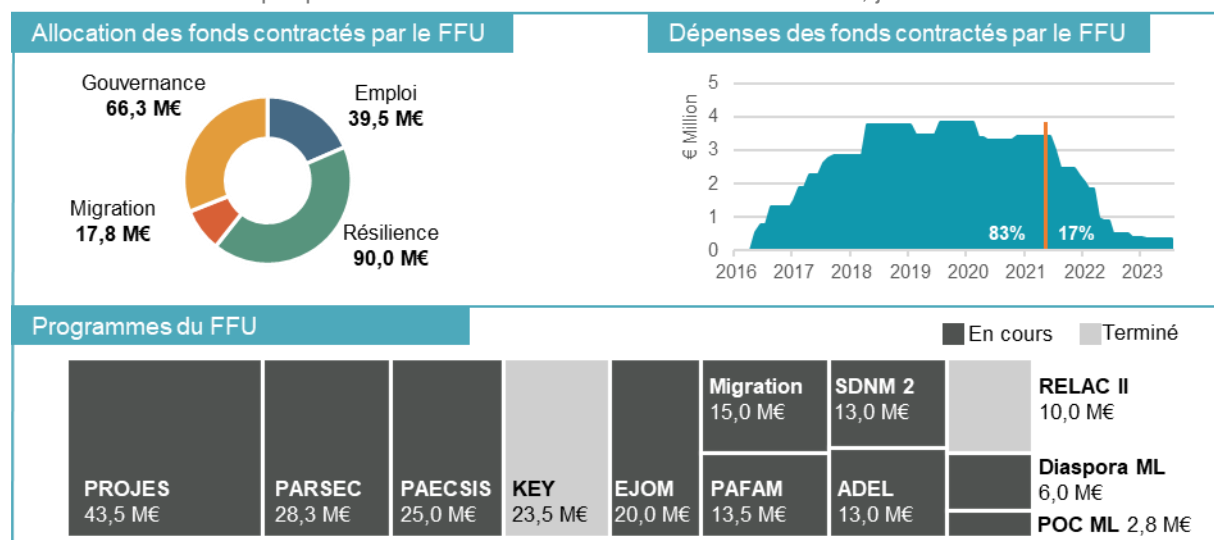 Allocation des fonds contractés par le FFU
Gouvernance
66,3 M€
Emploi
39,5 M€
Migration
17,8 M€
Résilience
90,0 M€
Dépenses des fonds contractés par le FFU
€ Million
5
4
3
2
1
0
83%
17%
2016 2017 2018 2019 2020 2021 2022 2023
Programmes du FFU
En cours
Terminé
PROJES
43,5 M€
PARSEC
28,3 M€
PAECSIS
25,0 M€
KEY
23,5 M€
EJOM
20,0 M€
Migration
15,0 M€
PAFAM
13,5 M€
SDNM 2
13,0 M€
ADEL
13,0 M€
RELAC II
10,0 M€
Diaspora ML
6,0 M€
POC ML 2,8 M€